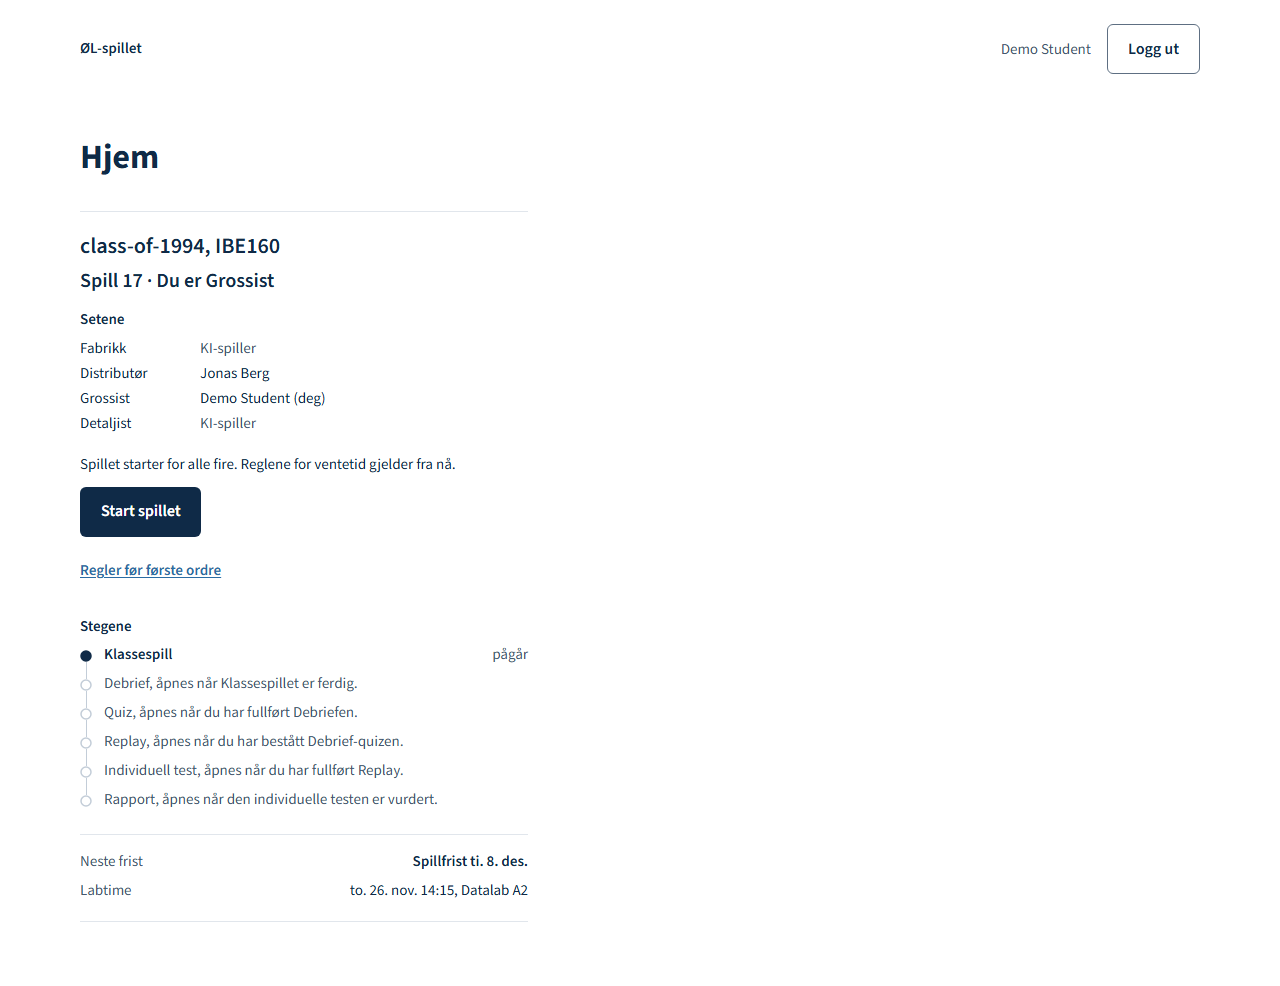 ØL-spillet
Demo Student
Logg ut
Hjem
class-of-1994, IBE160
Spill 17 · Du er Grossist
Setene
Fabrikk KI-spiller
Distributør Jonas Berg
Grossist Demo Student (deg)
Detaljist KI-spiller
Spillet starter for alle fire. Reglene for ventetid gjelder fra nå.
Start spillet
Regler før første ordre
Stegene
Klassespill pågår
Debrief, åpnes når Klassespillet er ferdig.
Quiz, åpnes når du har fullført Debriefen.
Replay, åpnes når du har bestått Debrief-quizen.
Individuell test, åpnes når du har fullført Replay.
Rapport, åpnes når den individuelle testen er vurdert.
Neste frist Spillfrist ti. 8. des.
Labtime to. 26. nov. 14:15, Datalab A2